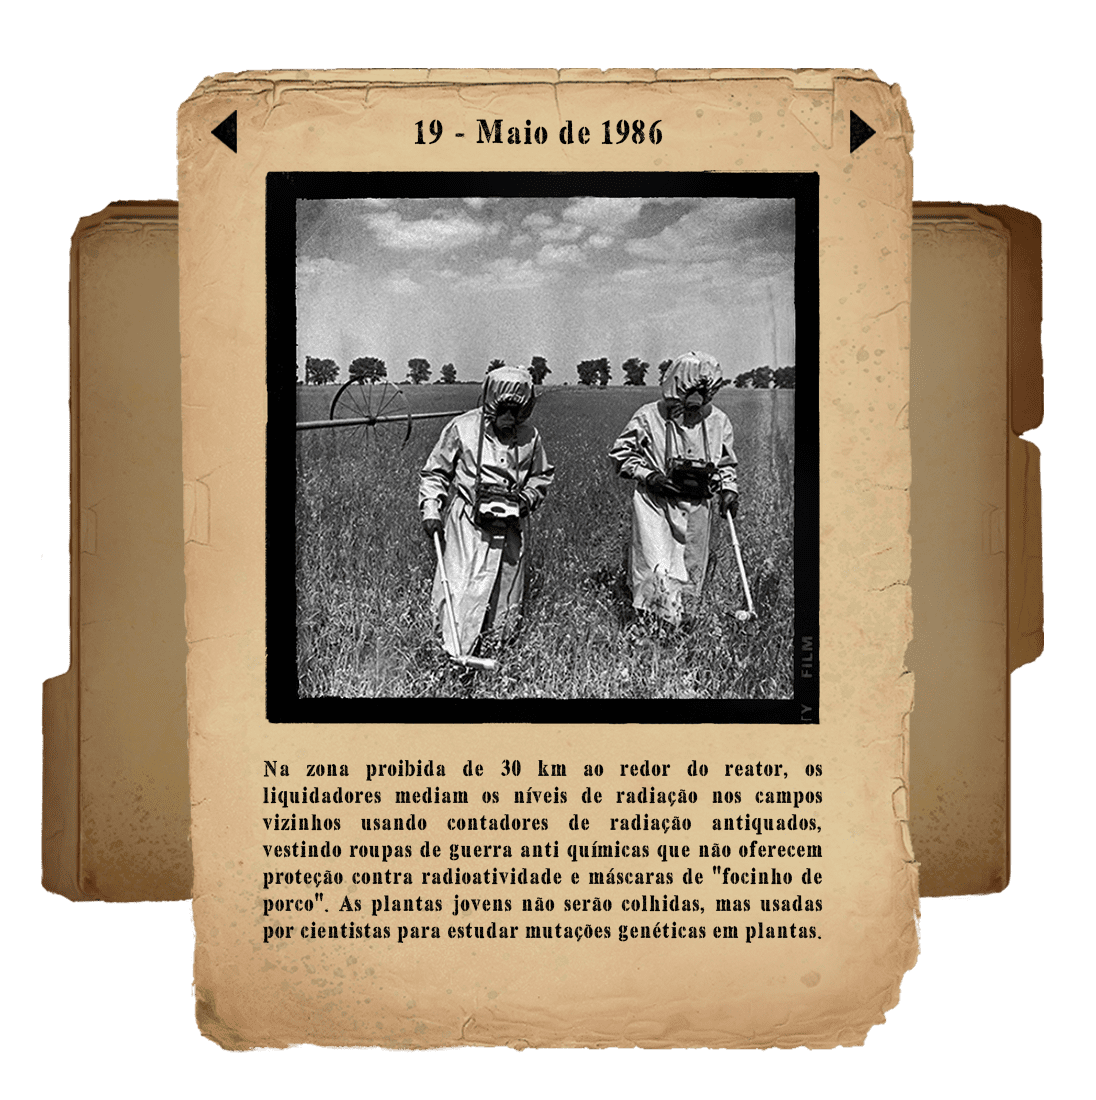 19 - Maio de 1986
FILM
TY
Na zona proibida de 30 km ao redor do reator, os
liquidadores mediam os níveis de radiação nos campos
vizinhos usando contadores de radiação antiquados,
vestindo roupas de guerra anti químicas que não oferecem
proteção contra radioatividade e máscaras de "focinho de
porco". As plantas jovens não serão colhidas, mas usadas
por cientistas para estudar mutações genéticas em plantas.